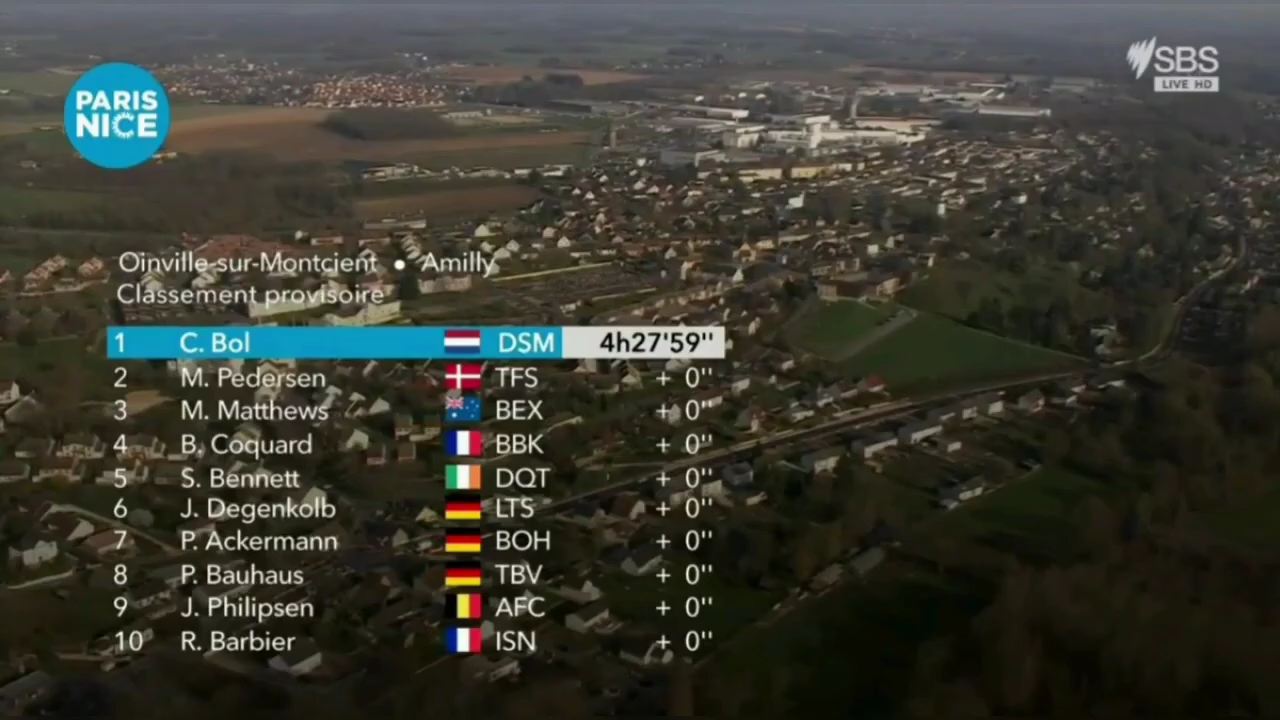 PARIS
NICE
SBS
LIVE HD
Oinville-sur-Montcient • Amilly
Classement provisoire
1 C. Bol DSM 4h27'59''
2 M. Pedersen TFS + 0''
3 M. Matthews BEX + 0''
4 B. Coquard BBK + 0''
5 S. Bennett DQT + 0''
6 J. Degenkolb LTS + 0''
7 P. Ackermann BOH + 0''
8 P. Bauhaus TBV + 0''
9 J. Philipsen AFC + 0''
10 R. Barbier ISN + 0''